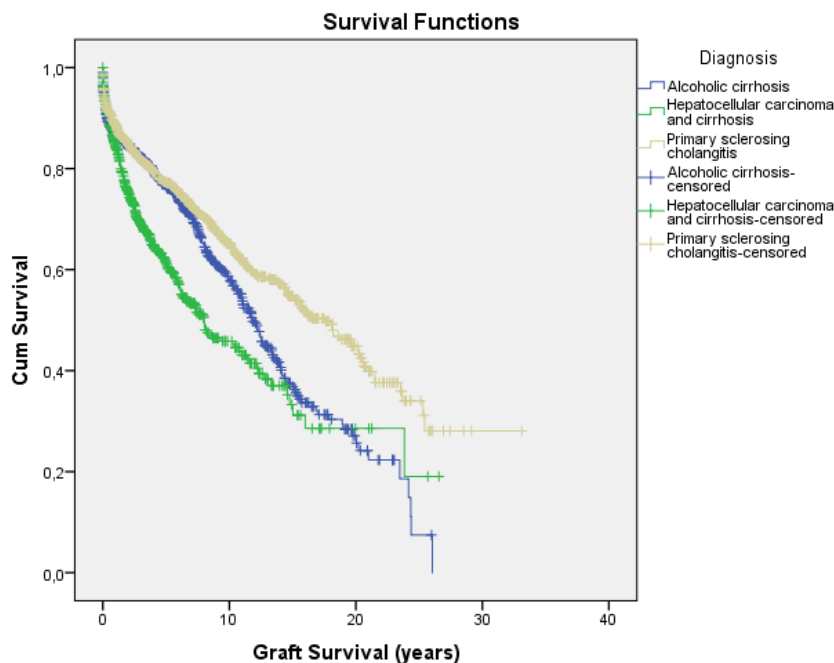 Survival Functions
Cum Survival
1,0
0,8
0,6
0,4
0,2
0,0
0
10
20
30
40
Graft Survival (years)
Diagnosis
Alcoholic cirrhosis
Hepatocellular carcinoma
and cirrhosis
Primary sclerosing
cholangitis
Alcoholic cirrhosis-
censored
Hepatocellular carcinoma
and cirrhosis-censored
Primary sclerosing
cholangitis-censored